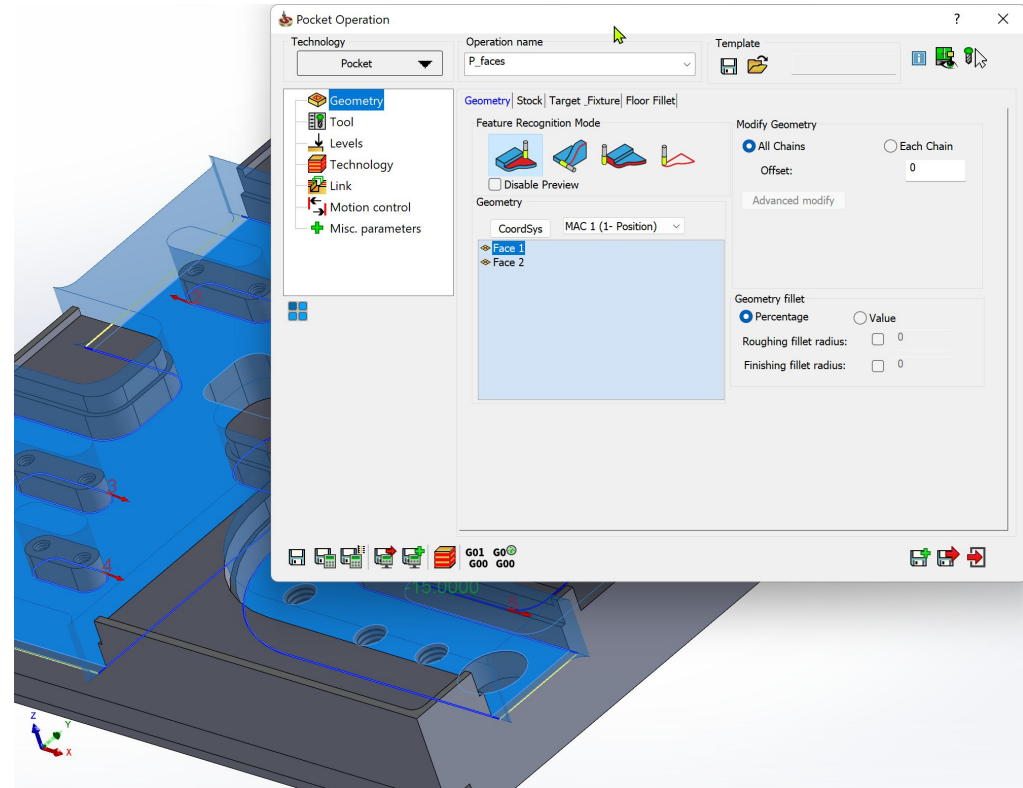 Pocket Operation
?
Technology
Pocket
Operation name
P_faces
Template
Geometry
Tool
Levels
Technology
Link
Motion control
Misc. parameters
Geometry Stock Target _Fixture Floor Fillet
Feature Recognition Mode
Disable Preview
Geometry
CoordSys
MAC 1 (1- Position)
Face 1
Face 2
Modify Geometry
All Chains
Each Chain
Offset:
0
Advanced modify
Geometry fillet
Percentage
Value
Roughing fillet radius:
0
Finishing fillet radius:
0
G01 G0
G00 G00
3
4
-15.0000
Z
Y
X